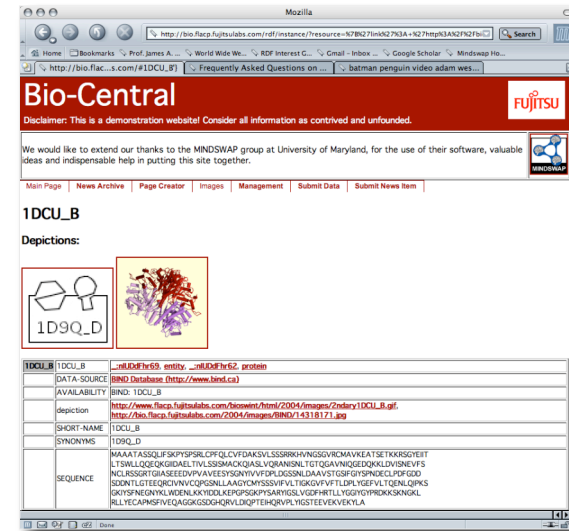 Mozilla
http://bio.flacp.fujitsulabs.com/rdf/instance/?resource=%7B%27link%27%3A+%27http%3A%2F%2Fbi
Search
Home Bookmarks Prof. James A. ... World Wide We... RDF Interest G... Gmail - Inbox ... Google Scholar Mindswap Ho...
http://bio.flac...s.com/#1DCU_B') Frequently Asked Questions on ... batman penguin video adam wes...
Bio-Central
FUJITSU
Disclaimer: This is a demonstration website! Consider all information as contrived and unfounded.
We would like to extend our thanks to the MINDSWAP group at University of Maryland, for the use of their software, valuable
ideas and indispensable help in putting this site together.
MINDSWAP
Main Page News Archive Page Creator Images Management Submit Data Submit News Item
1DCU_B
Depictions:
1D9Q_D
1DCU_B 1DCU_B _:nIUDdFhr69, entity, _:nIUDdFhr62, protein
DATA-SOURCE BIND Database (http://www.bind.ca)
AVAILABILITY BIND: 1DCU_B
depiction http://www.flacp.fujitsulabs.com/bioswint/html/2004/images/2ndary1DCU_B.gif,
http://bio.flacp.fujitsulabs.com/2004/images/BIND/14318171.jpg
SHORT-NAME 1DCU_B
SYNONYMS 1D9Q_D
SEQUENCE
Done